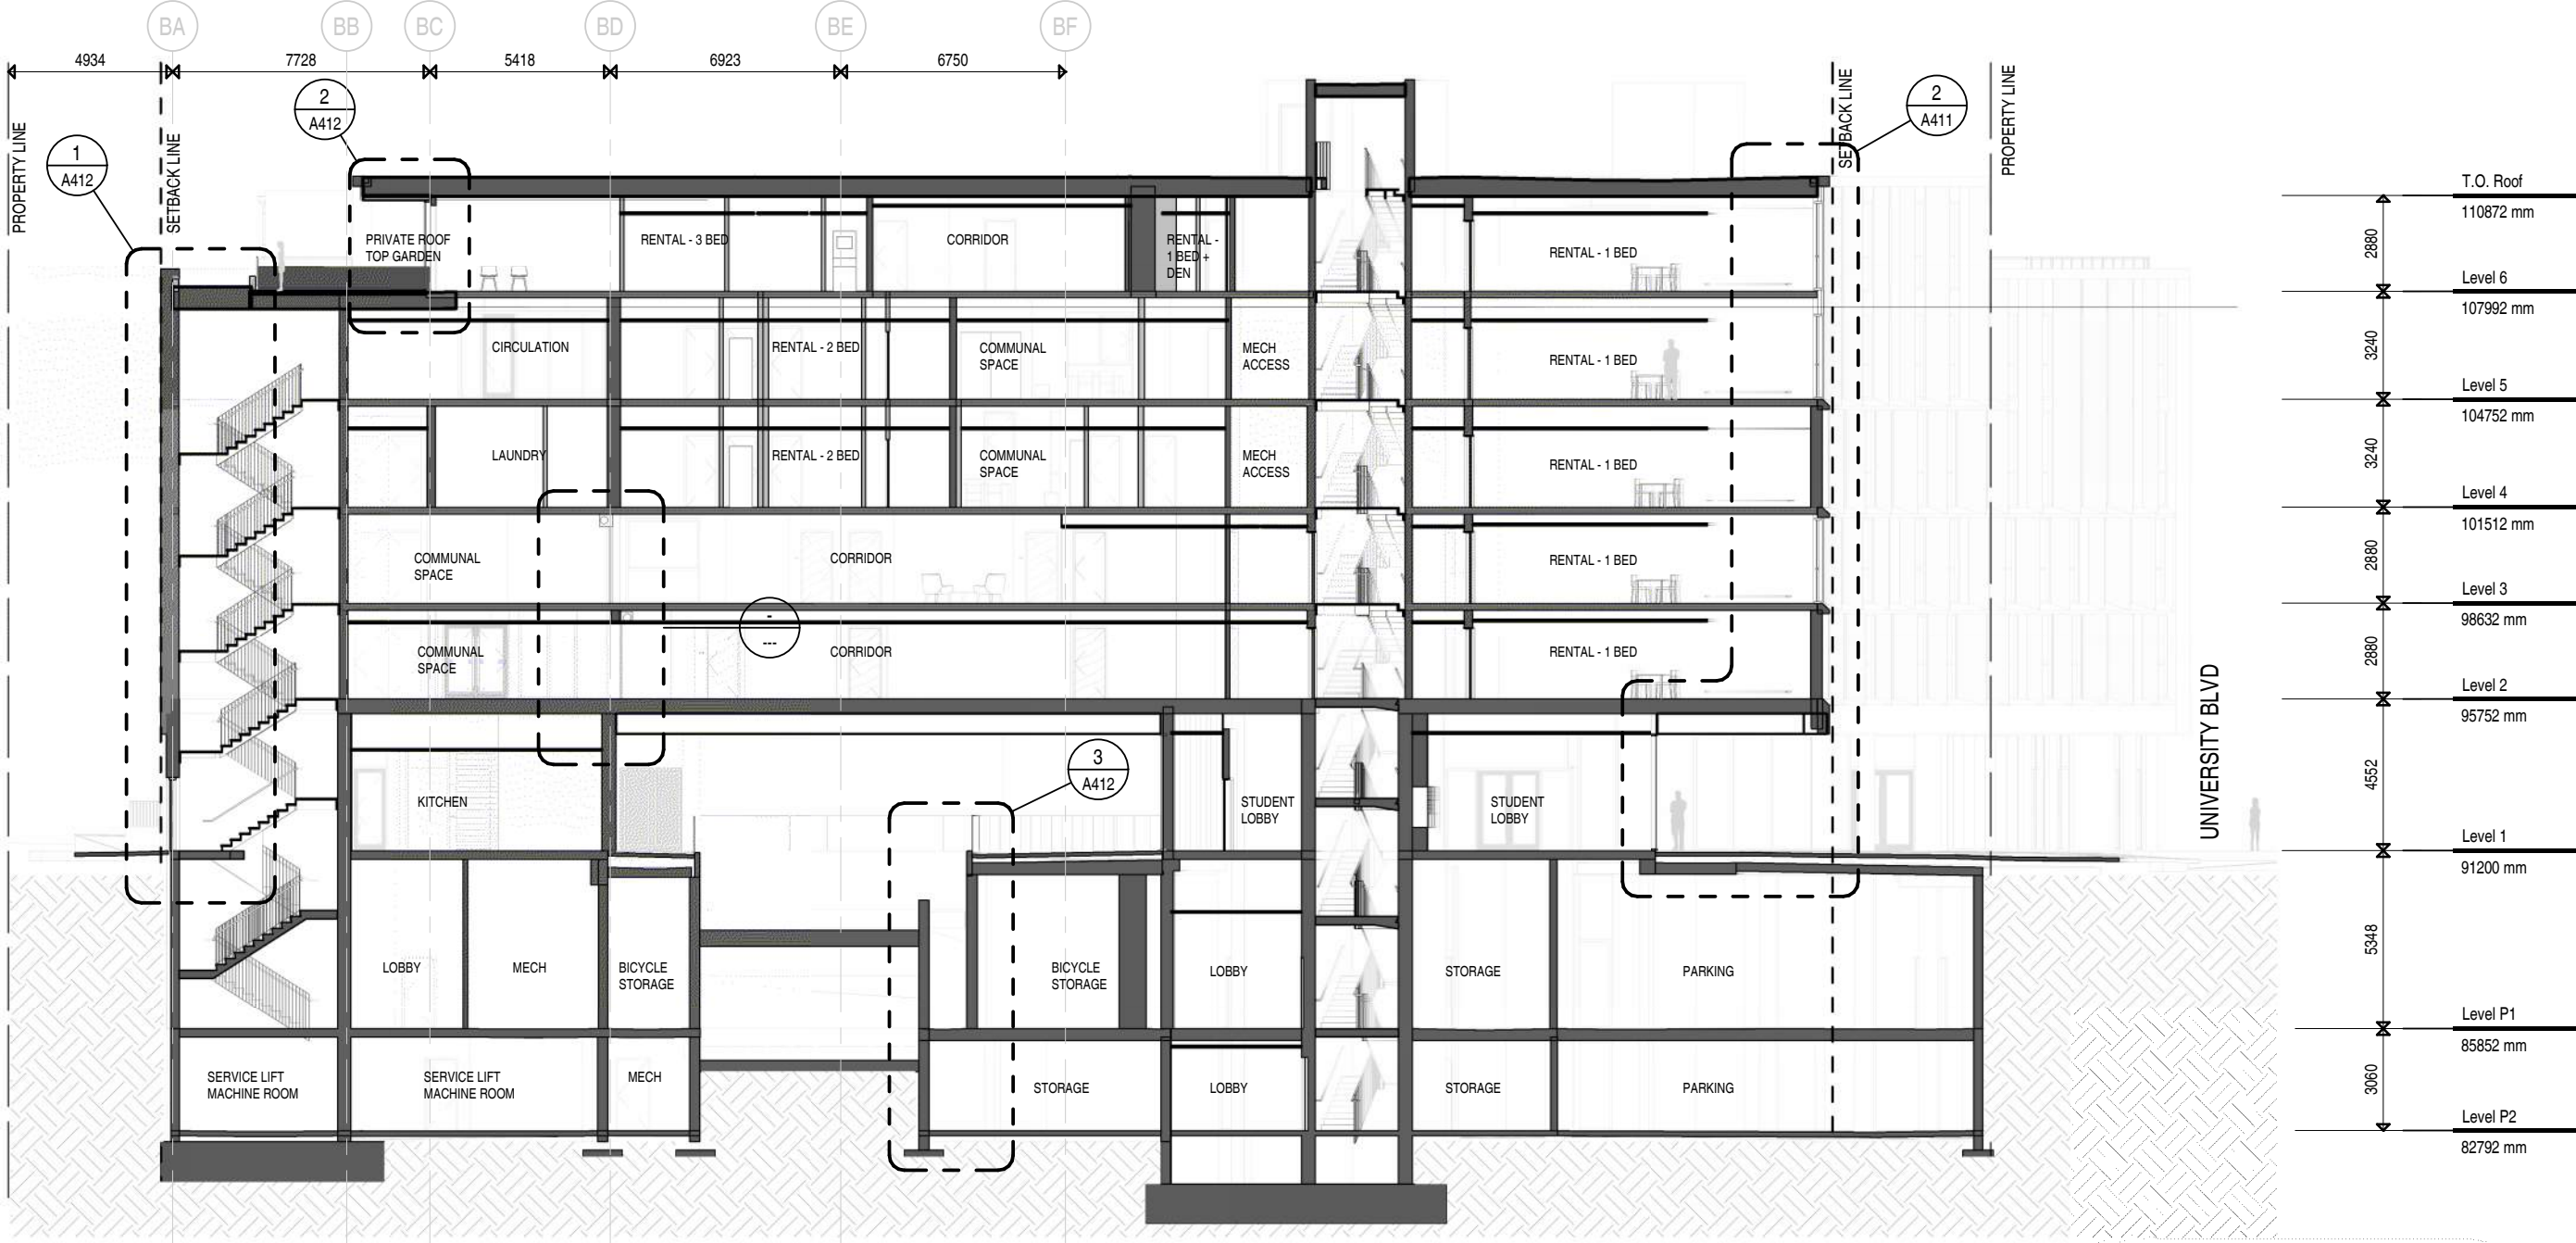 BA
BB
BC
BD
BE
BF
4934
7728
5418
6923
6750
PROPERTY LINE
SETBACK LINE
2
A412
1
A412
SETBACK LINE
2
A411
PROPERTY LINE
PRIVATE ROOF
TOP GARDEN
RENTAL - 3 BED
CORRIDOR
RENTAL -
1 BED +
DEN
RENTAL - 1 BED
CIRCULATION
RENTAL - 2 BED
COMMUNAL
SPACE
MECH
ACCESS
RENTAL - 1 BED
LAUNDRY
RENTAL - 2 BED
COMMUNAL
SPACE
MECH
ACCESS
RENTAL - 1 BED
COMMUNAL
SPACE
CORRIDOR
RENTAL - 1 BED
-
---
COMMUNAL
SPACE
CORRIDOR
RENTAL - 1 BED
3
A412
KITCHEN
STUDENT
LOBBY
STUDENT
LOBBY
UNIVERSITY BLVD
LOBBY
MECH
BICYCLE
STORAGE
BICYCLE
STORAGE
LOBBY
STORAGE
PARKING
SERVICE LIFT
MACHINE ROOM
SERVICE LIFT
MACHINE ROOM
MECH
STORAGE
LOBBY
STORAGE
PARKING
T.O. Roof
110872 mm
2880
Level 6
107992 mm
3240
Level 5
104752 mm
3240
Level 4
101512 mm
2880
Level 3
98632 mm
2880
Level 2
95752 mm
4552
Level 1
91200 mm
5348
Level P1
85852 mm
3060
Level P2
82792 mm